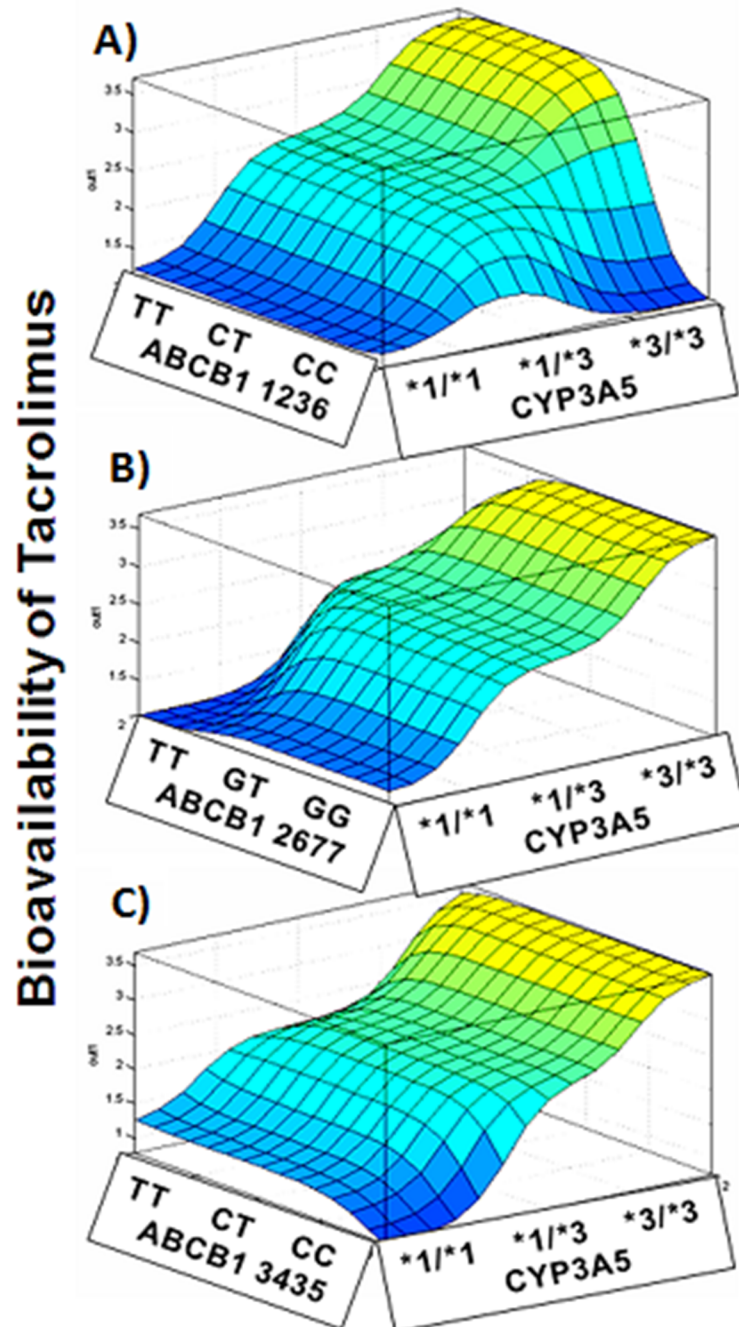 Bioavailability of Tacrolimus
A)
3.5
3
2.5
2
1.5
out1
TT CT CC
ABCB1 1236
*1/*1 *1/*3 *3/*3
CYP3A5
B)
3.5
3
2.5
2
1.5
out1
2
TT GT GG
ABCB1 2677
*1/*1 *1/*3 *3/*3
CYP3A5
C)
3.5
3
2.5
2
1.5
1
out1
2
TT CT CC
ABCB1 3435
*1/*1 *1/*3 *3/*3
CYP3A5